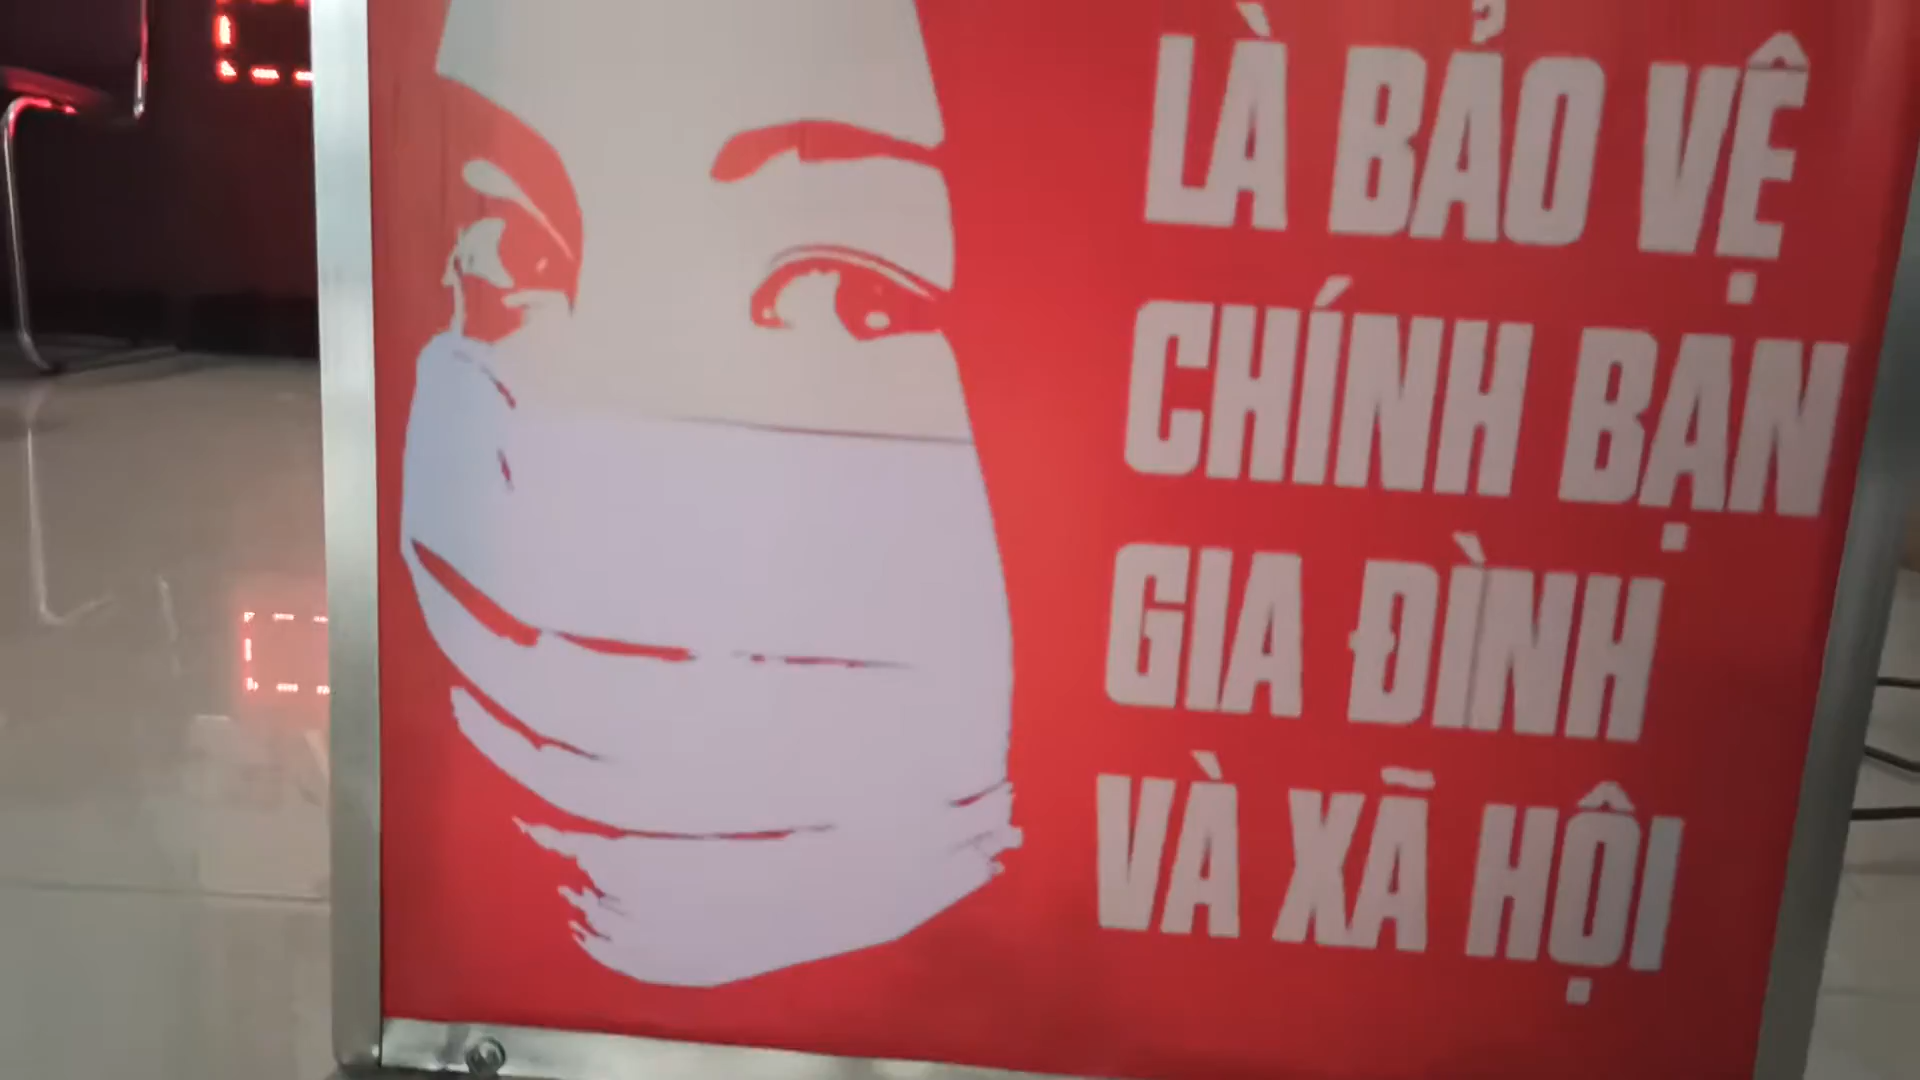 LÀ BẢO VỆ
CHÍNH BẠN
GIA ĐÌNH
VÀ XÃ HỘI